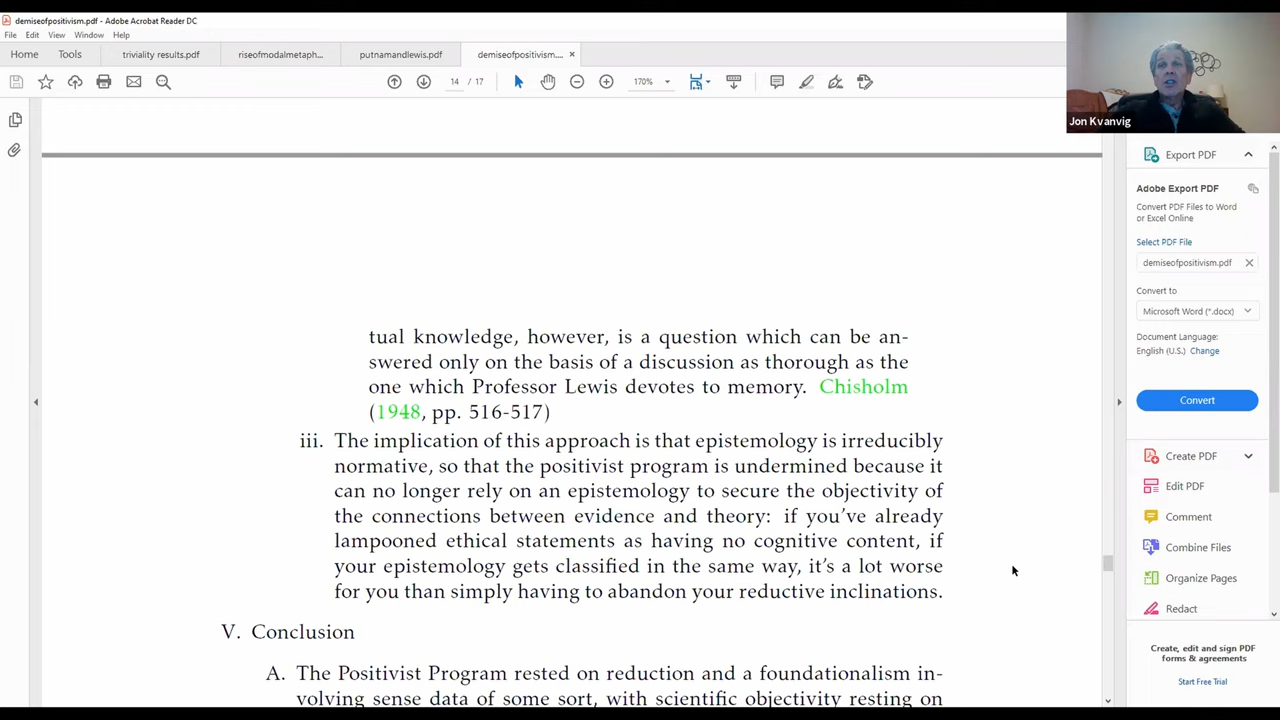 demiseofpositivism.pdf - Adobe Acrobat Reader DC
File Edit View Window Help
Home Tools triviality results.pdf riseofmodalmetaph... putnamandlewis.pdf demiseofpositivism.... ×
14 / 17 170%
Jon Kvanvig
tual knowledge, however, is a question which can be an-
swered only on the basis of a discussion as thorough as the
one which Professor Lewis devotes to memory. Chisholm
(1948, pp. 516-517)
iii. The implication of this approach is that epistemology is irreducibly
normative, so that the positivist program is undermined because it
can no longer rely on an epistemology to secure the objectivity of
the connections between evidence and theory: if you've already
lampooned ethical statements as having no cognitive content, if
your epistemology gets classified in the same way, it's a lot worse
for you than simply having to abandon your reductive inclinations.
V. Conclusion
A. The Positivist Program rested on reduction and a foundationalism in-
volving sense data of some sort, with scientific objectivity resting on
Export PDF
Adobe Export PDF
Convert PDF Files to Word
or Excel Online
Select PDF File
demiseofpositivism.pdf
Convert to
Microsoft Word (*.docx)
Document Language:
English (U.S.) Change
Convert
Create PDF
Edit PDF
Comment
Combine Files
Organize Pages
Redact
Create, edit and sign PDF
forms & agreements
Start Free Trial